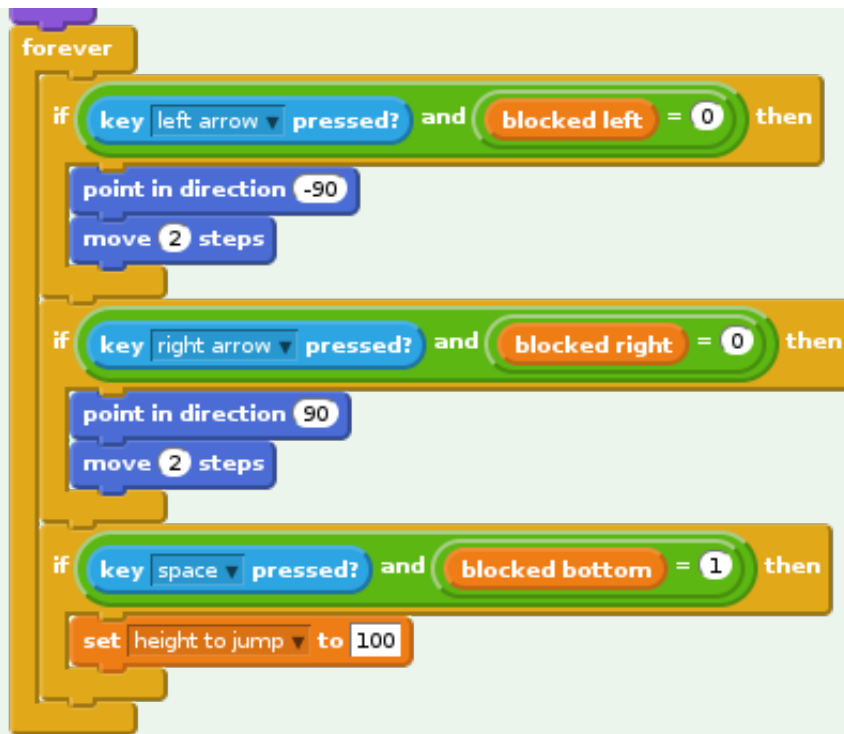 forever
if key left arrow ▼ pressed? and blocked left = 0 then
point in direction -90
move 2 steps
if key right arrow ▼ pressed? and blocked right = 0 then
point in direction 90
move 2 steps
if key space ▼ pressed? and blocked bottom = 1 then
set height to jump ▼ to 100